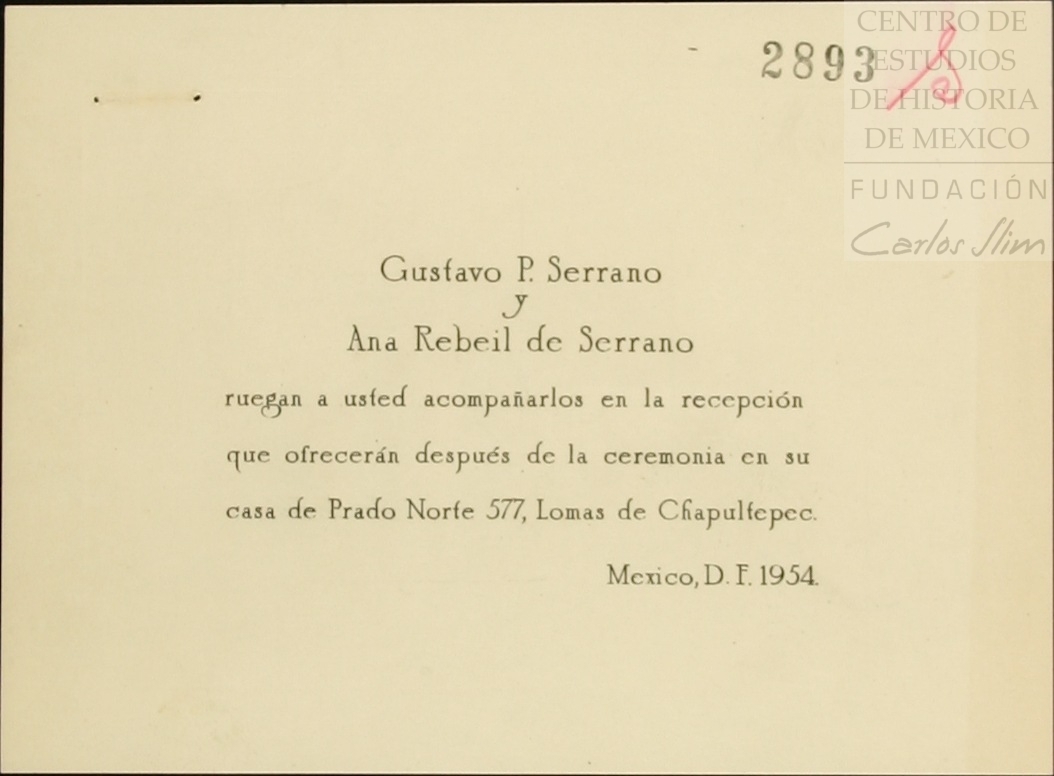 2893
CENTRO DE
ESTUDIOS
DE HISTORIA
DE MEXICO
FUNDACIÓN
Carlos Slim
Gustavo P. Serrano
y
Ana Rebeil de Serrano
ruegan a usted acompañarlos en la recepción
que ofrecerán después de la ceremonia en su
casa de Prado Norte 577, Lomas de Chapultepec.
Mexico, D. F. 1954.